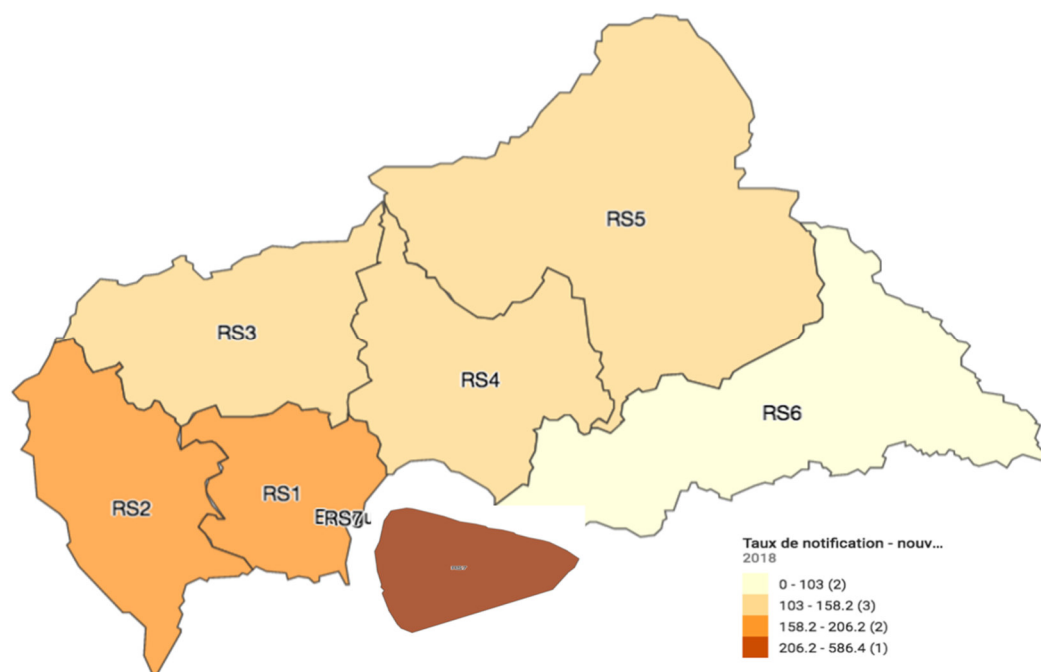 RS5
RS3
RS4
RS6
RS1
RS2
RS7
Taux de notification - nouv...
2018
0 - 103 (2)
103 - 158.2 (3)
158.2 - 206.2 (2)
206.2 - 586.4 (1)